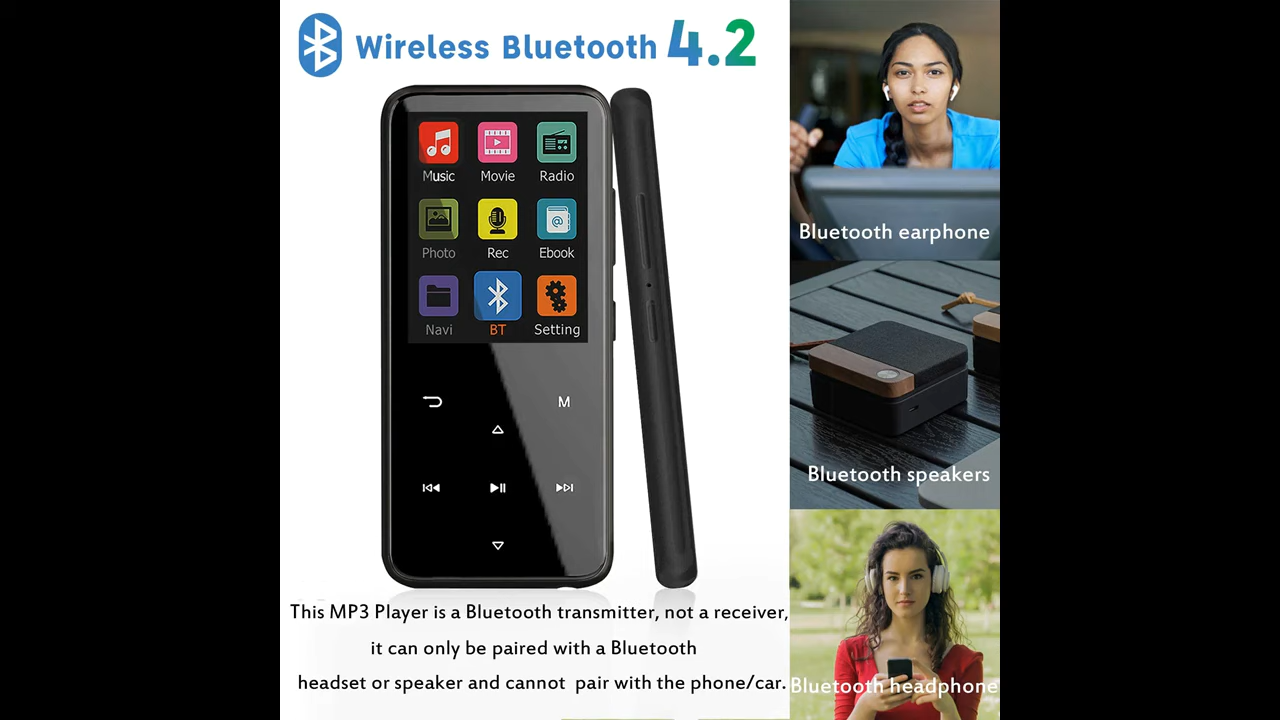 Wireless Bluetooth 4.2
Music Movie Radio
Photo Rec Ebook
Navi BT Setting
M
This MP3 Player is a Bluetooth transmitter, not a receiver,
it can only be paired with a Bluetooth
headset or speaker and cannot pair with the phone/car.
Bluetooth earphone
Bluetooth speakers
Bluetooth headphone